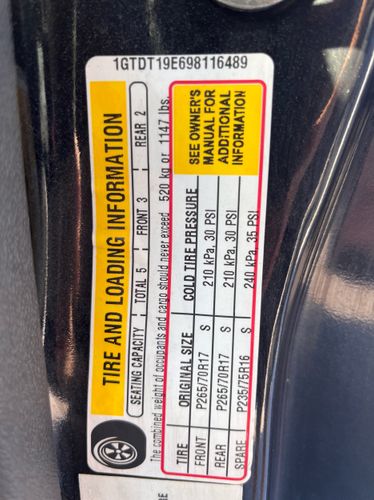 1GTDT19E698116489
TIRE AND LOADING INFORMATION
SEATING CAPACITY TOTAL 5 FRONT 3 REAR 2
The combined weight of occupants and cargo should never exceed 520 kg or 1147 lbs.
TIRE ORIGINAL SIZE COLD TIRE PRESSURE
FRONT P265/70R17 S 210 kPa, 30 PSI
REAR P265/70R17 S 210 kPa, 30 PSI
SPARE P235/75R16 S 240 kPa, 35 PSI
SEE OWNER'S
MANUAL FOR
ADDITIONAL
INFORMATION